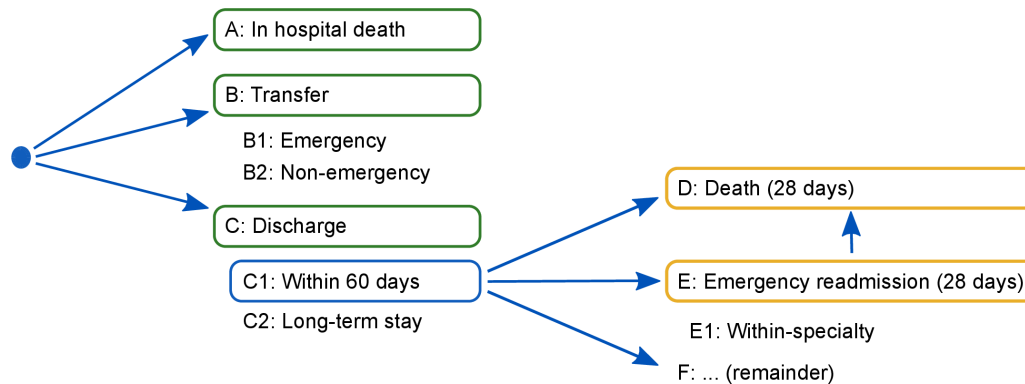 A: In hospital death
B: Transfer
B1: Emergency
B2: Non-emergency
C: Discharge
C1: Within 60 days
C2: Long-term stay
D: Death (28 days)
E: Emergency readmission (28 days)
E1: Within-specialty
F: ... (remainder)